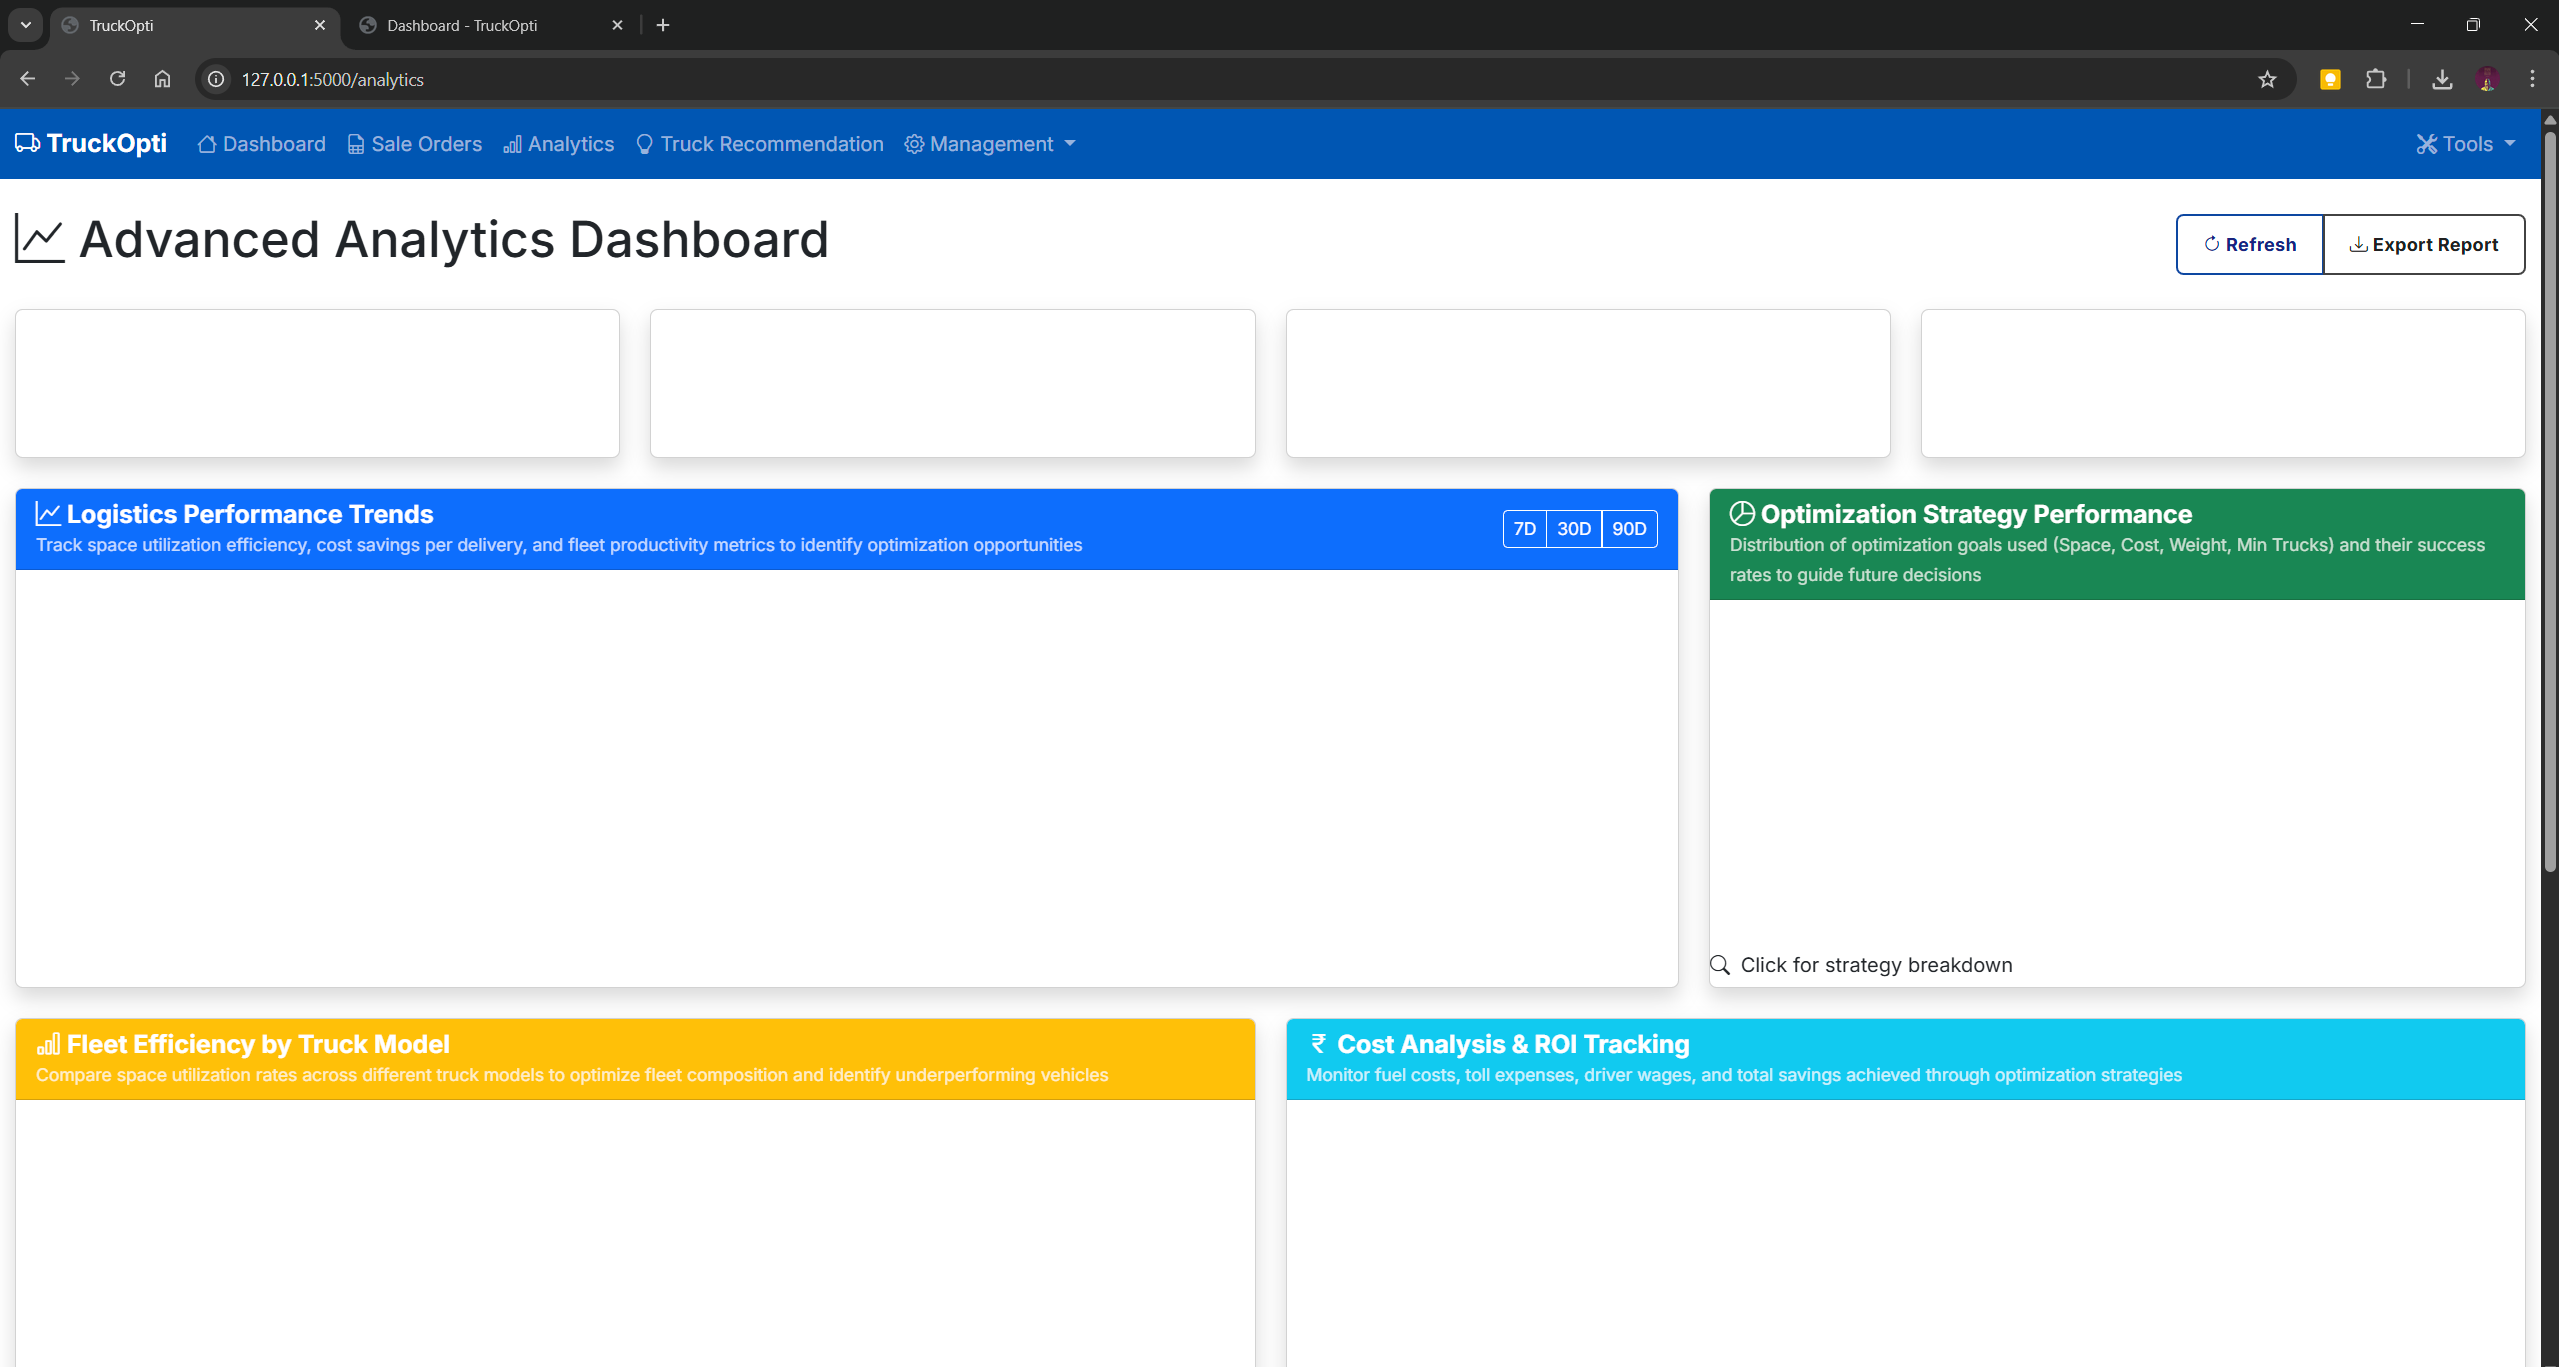 TruckOpti
Dashboard - TruckOpti
127.0.0.1:5000/analytics
TruckOpti Dashboard Sale Orders Analytics Truck Recommendation Management Tools
Advanced Analytics Dashboard
Refresh Export Report
Logistics Performance Trends
Track space utilization efficiency, cost savings per delivery, and fleet productivity metrics to identify optimization opportunities
7D 30D 90D
Optimization Strategy Performance
Distribution of optimization goals used (Space, Cost, Weight, Min Trucks) and their success
rates to guide future decisions
Click for strategy breakdown
Fleet Efficiency by Truck Model
Compare space utilization rates across different truck models to optimize fleet composition and identify underperforming vehicles
₹ Cost Analysis & ROI Tracking
Monitor fuel costs, toll expenses, driver wages, and total savings achieved through optimization strategies